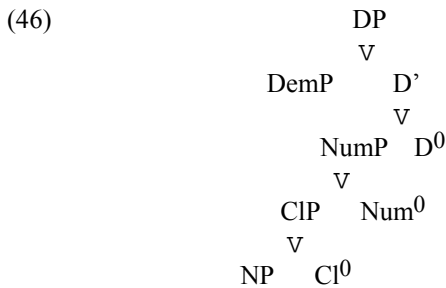 (46) DP
V
DemP D’
V
NumP D0
V
ClP Num0
V
NP Cl0